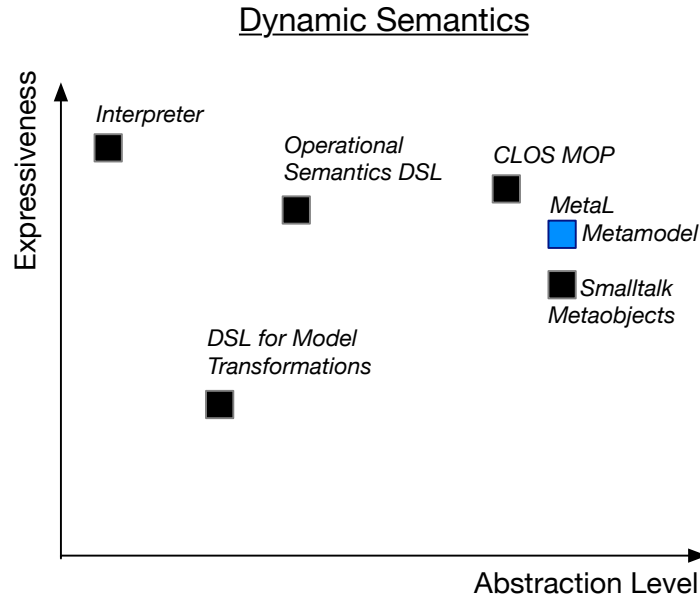 Dynamic Semantics
Expressiveness
Interpreter
Operational
Semantics DSL
CLOS MOP
MetaL
Metamodel
Smalltalk
Metaobjects
DSL for Model
Transformations
Abstraction Level